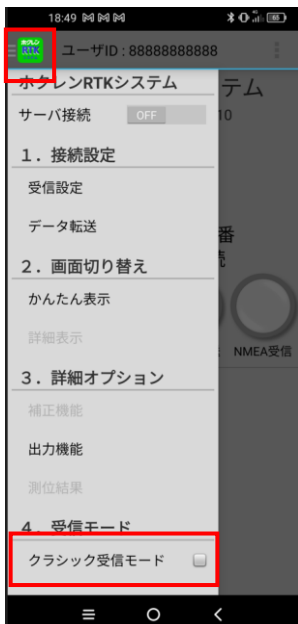 18:49
ホクレン
RTK
ユーザID : 88888888888
ホクレンRTKシステム
テム
サーバ接続 OFF
10
1. 接続設定
受信設定
データ転送
番
2. 画面切り替え
かんたん表示
詳細表示
NMEA受信
3. 詳細オプション
補正機能
出力機能
測位結果
4. 受信モード
クラシック受信モード